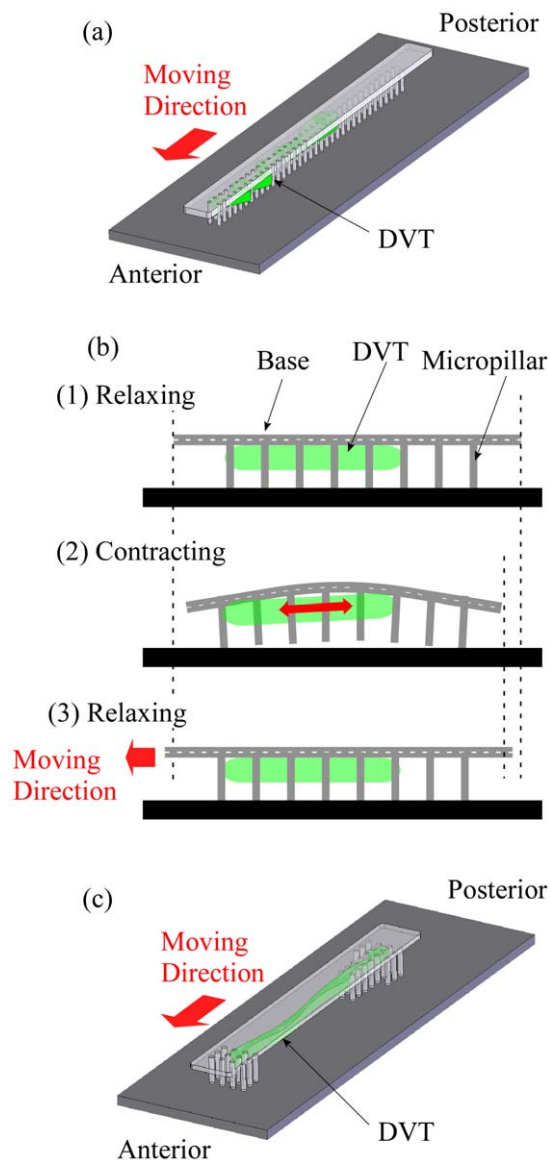 (a)
Posterior
Moving
Direction
DVT
Anterior
(b)
Base
DVT
Micropillar
(1) Relaxing
(2) Contracting
(3) Relaxing
Moving
Direction
(c)
Posterior
Moving
Direction
DVT
Anterior